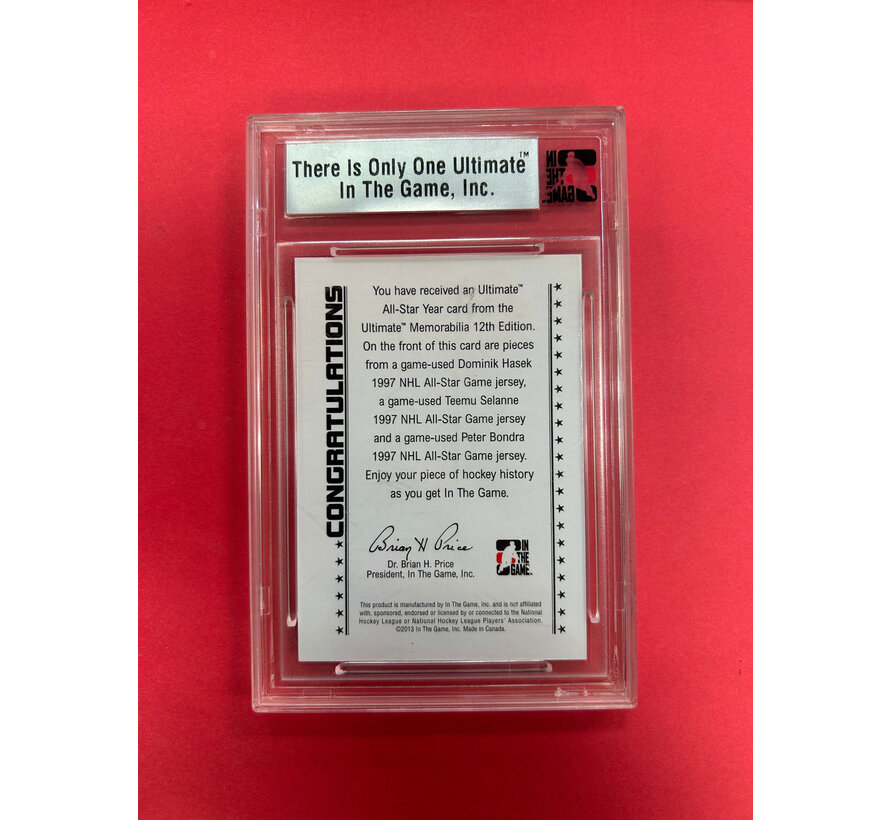 There Is Only One Ultimate™
In The Game, Inc.
IN
THE
GAME
CONGRATULATIONS
You have received an Ultimate™
All-Star Year card from the
Ultimate™ Memorabilia 12th Edition.
On the front of this card are pieces
from a game-used Dominik Hasek
1997 NHL All-Star Game jersey,
a game-used Teemu Selanne
1997 NHL All-Star Game jersey
and a game-used Peter Bondra
1997 NHL All-Star Game jersey.
Enjoy your piece of hockey history
as you get In The Game.
Brian H Price
Dr. Brian H. Price
President, In The Game, Inc.
IN
THE
GAME
This product is manufactured by In The Game, Inc. and is not affiliated
with, sponsored, endorsed or licensed by or connected to the National
Hockey League or National Hockey League Players' Association.
©2013 In The Game, Inc. Made in Canada.